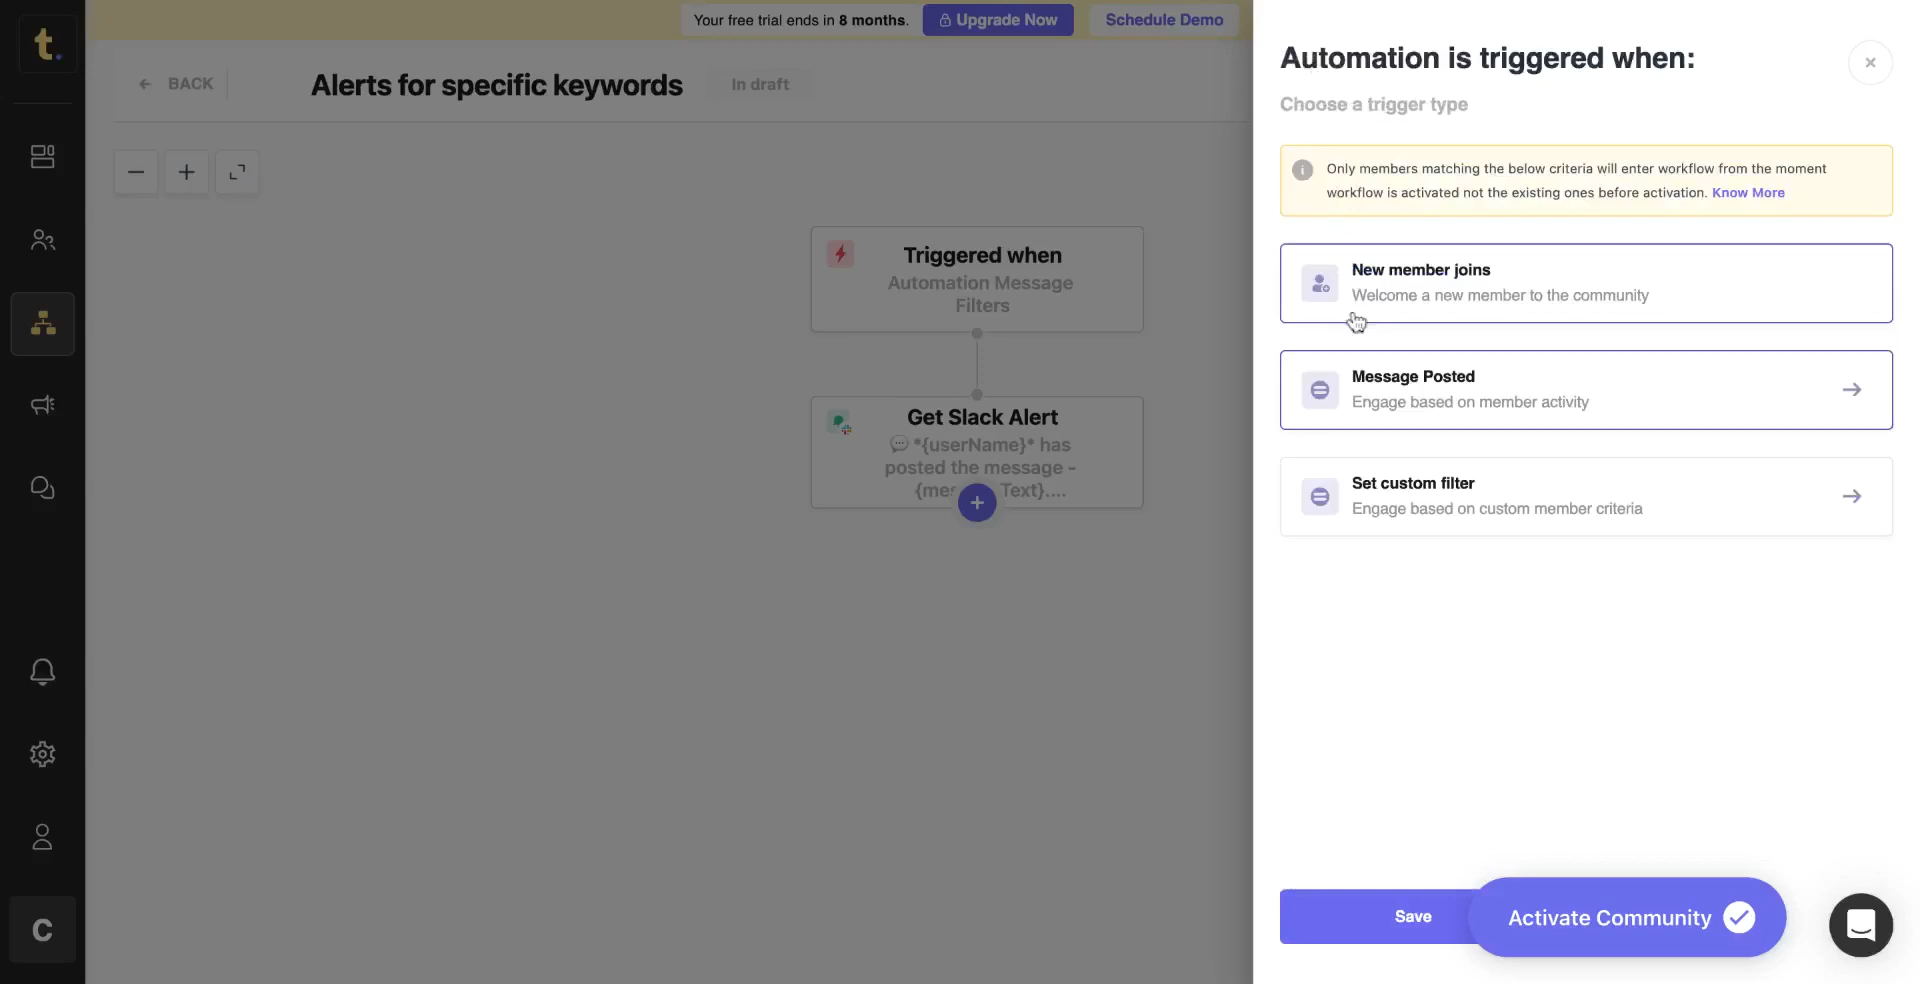 t.
Your free trial ends in 8 months.
Upgrade Now
Schedule Demo
BACK
Alerts for specific keywords
In draft
Triggered when
Automation Message
Filters
Get Slack Alert
💬 *{userName}* has
posted the message -
Text}....
C
Automation is triggered when:
Choose a trigger type
Only members matching the below criteria will enter workflow from the moment
workflow is activated not the existing ones before activation. Know More
New member joins
Welcome a new member to the community
Message Posted
Engage based on member activity
Set custom filter
Engage based on custom member criteria
Save
Activate Community